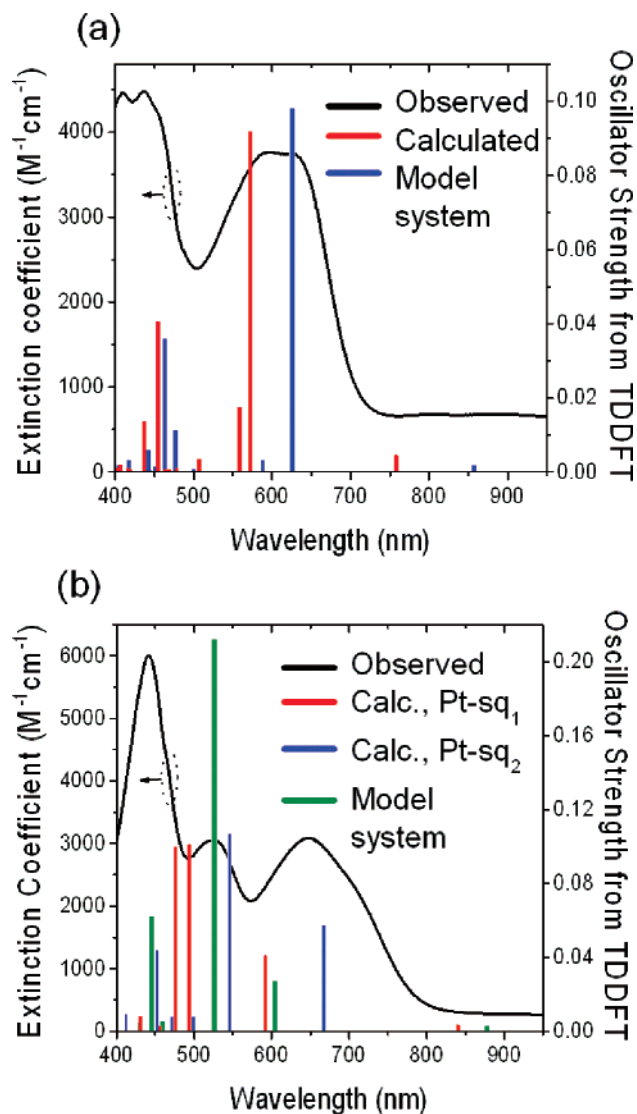 (a)
Extinction coefficient (M⁻¹cm⁻¹)
4000
3000
2000
1000
0
Observed
Calculated
Model
system
0.10
0.08
0.06
0.04
0.02
0.00
Oscillator Strength from TDDFT
400 500 600 700 800 900
Wavelength (nm)
(b)
Extinction Coefficient (M⁻¹cm⁻¹)
6000
5000
4000
3000
2000
1000
0
Observed
Calc., Pt-sq₁
Calc., Pt-sq₂
Model
system
0.20
0.16
0.12
0.08
0.04
0.00
Oscillator Strength from TDDFT
400 500 600 700 800 900
Wavelength (nm)